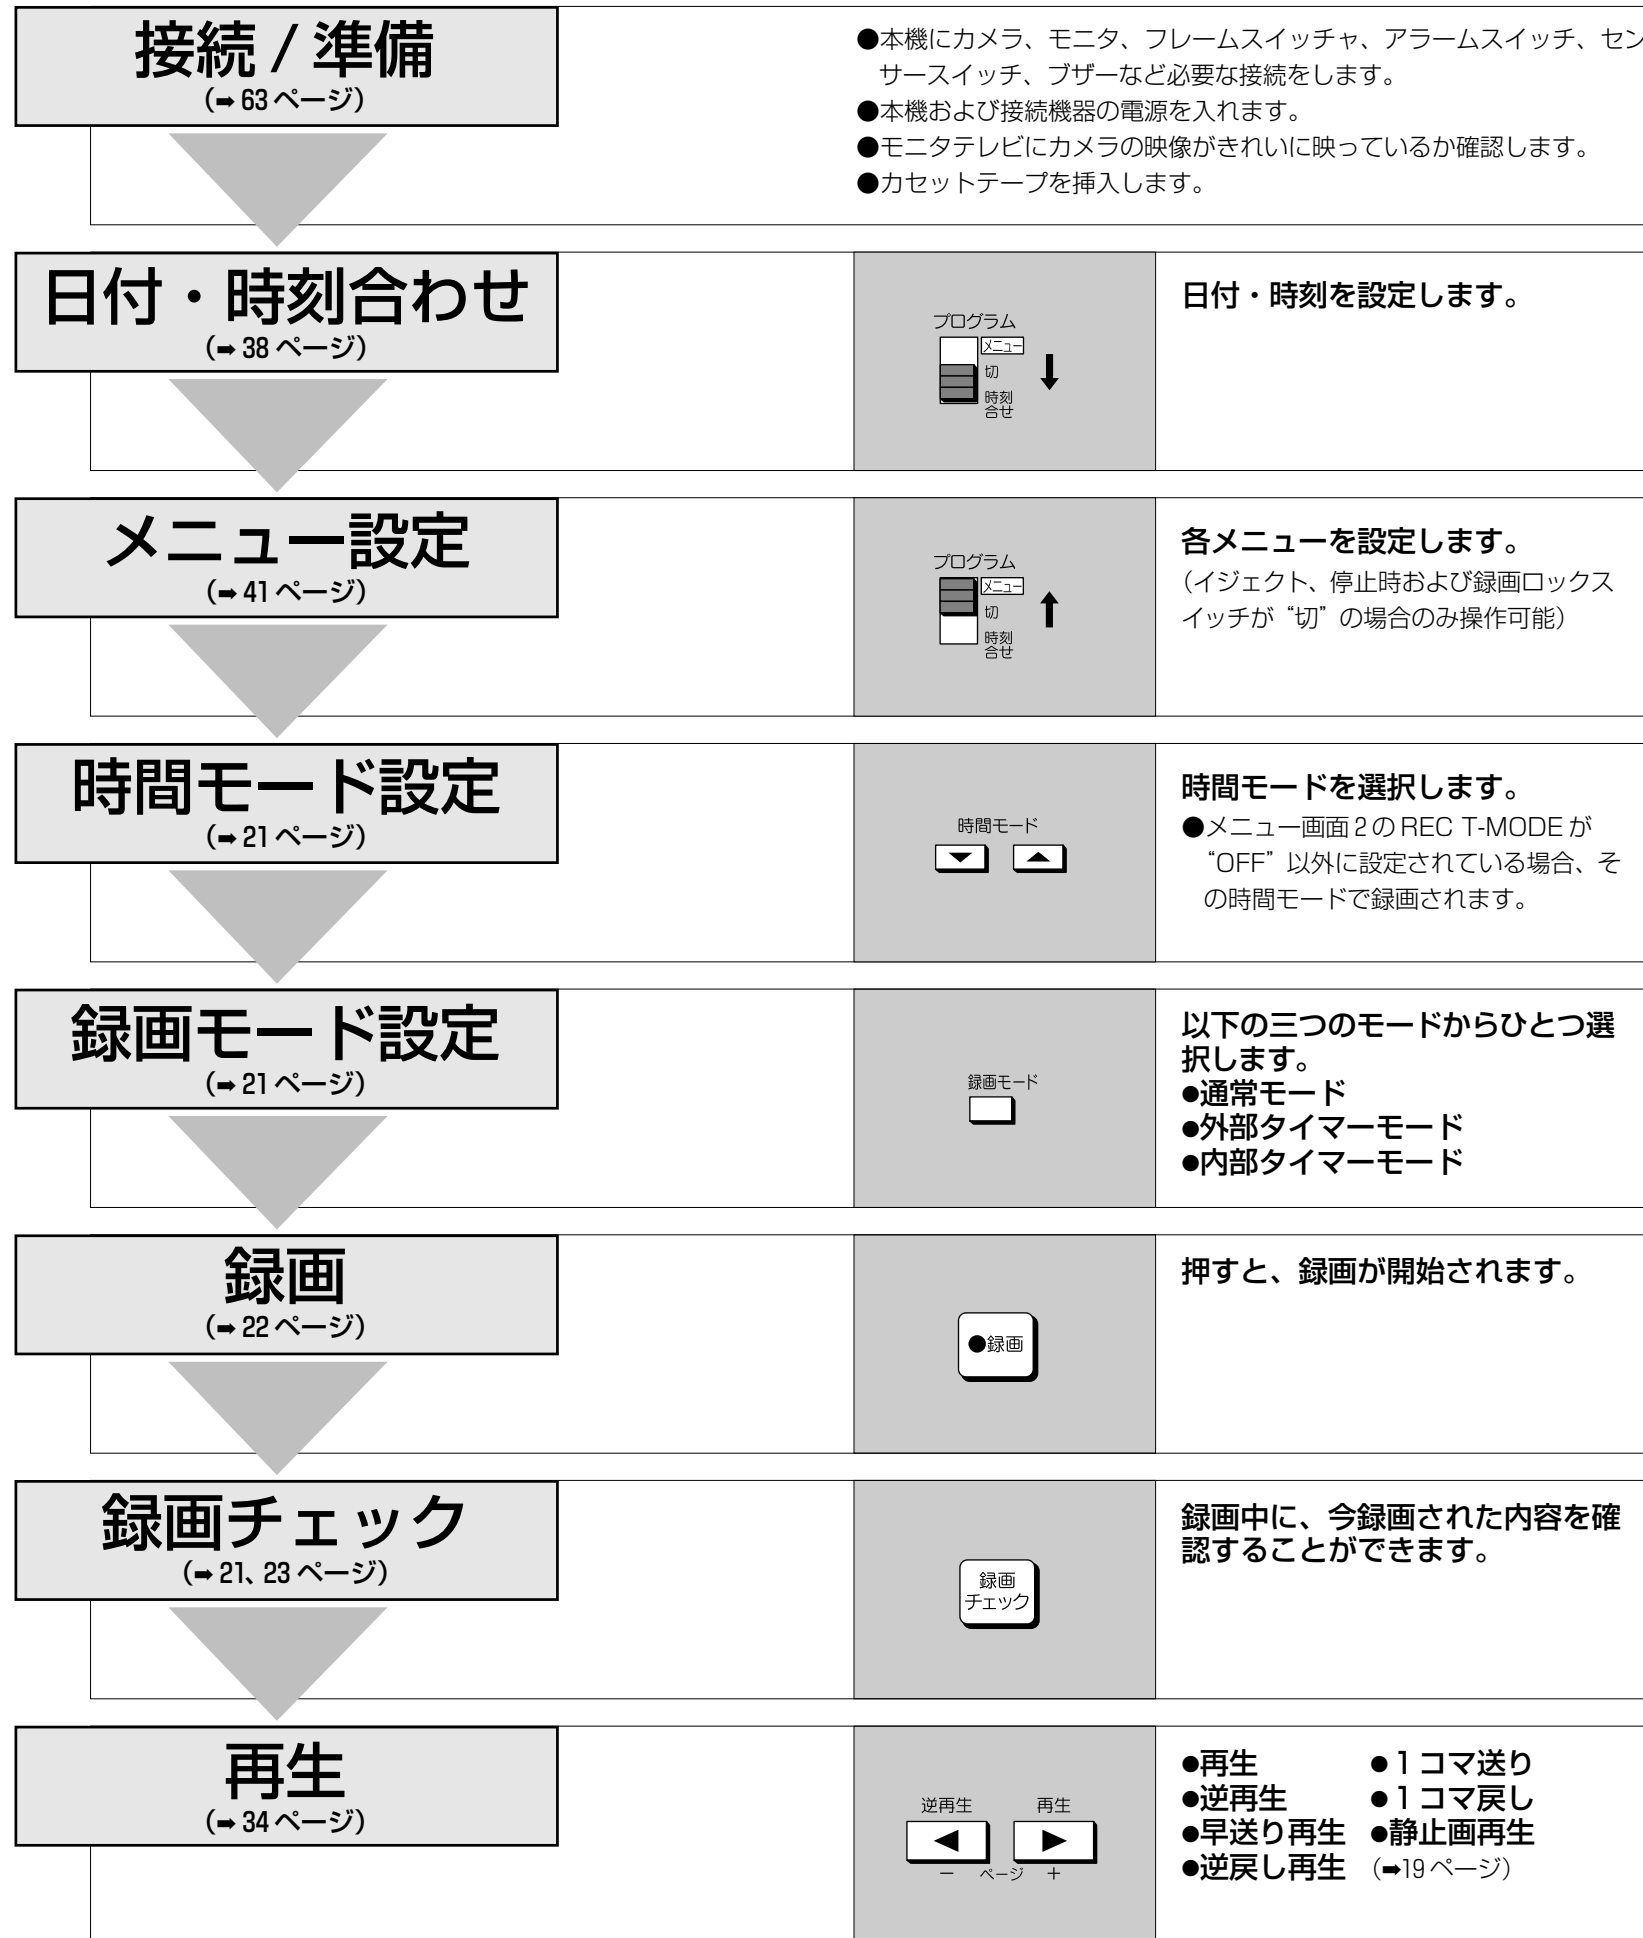 接続 / 準備
（➡ 63 ページ）
●本機にカメラ、モニタ、フレームスイッチャ、アラームスイッチ、セン
サースイッチ、ブザーなど必要な接続をします。
●本機および接続機器の電源を入れます。
●モニタテレビにカメラの映像がきれいに映っているか確認します。
●カセットテープを挿入します。
日付・時刻合わせ
（➡ 38 ページ）
プログラム
メニュー
切
時刻
合せ
日付・時刻を設定します。
メニュー設定
（➡ 41 ページ）
プログラム
メニュー
切
時刻
合せ
各メニューを設定します。
（イジェクト、停止時および録画ロックス
イッチが“切”の場合のみ操作可能）
時間モード設定
（➡ 21 ページ）
時間モード
時間モードを選択します。
●メニュー画面 2 の REC T-MODE が
“OFF”以外に設定されている場合、そ
の時間モードで録画されます。
録画モード設定
（➡ 21 ページ）
録画モード
以下の三つのモードからひとつ選
択します。
●通常モード
●外部タイマーモード
●内部タイマーモード
録画
（➡ 22 ページ）
●録画
押すと、録画が開始されます。
録画チェック
（➡ 21、23 ページ）
録画
チェック
録画中に、今録画された内容を確
認することができます。
再生
（➡ 34 ページ）
逆再生 再生
− ページ ＋
●再生 ●1 コマ送り
●逆再生 ●1 コマ戻し
●早送り再生 ●静止画再生
●逆戻し再生 （➡19 ページ）